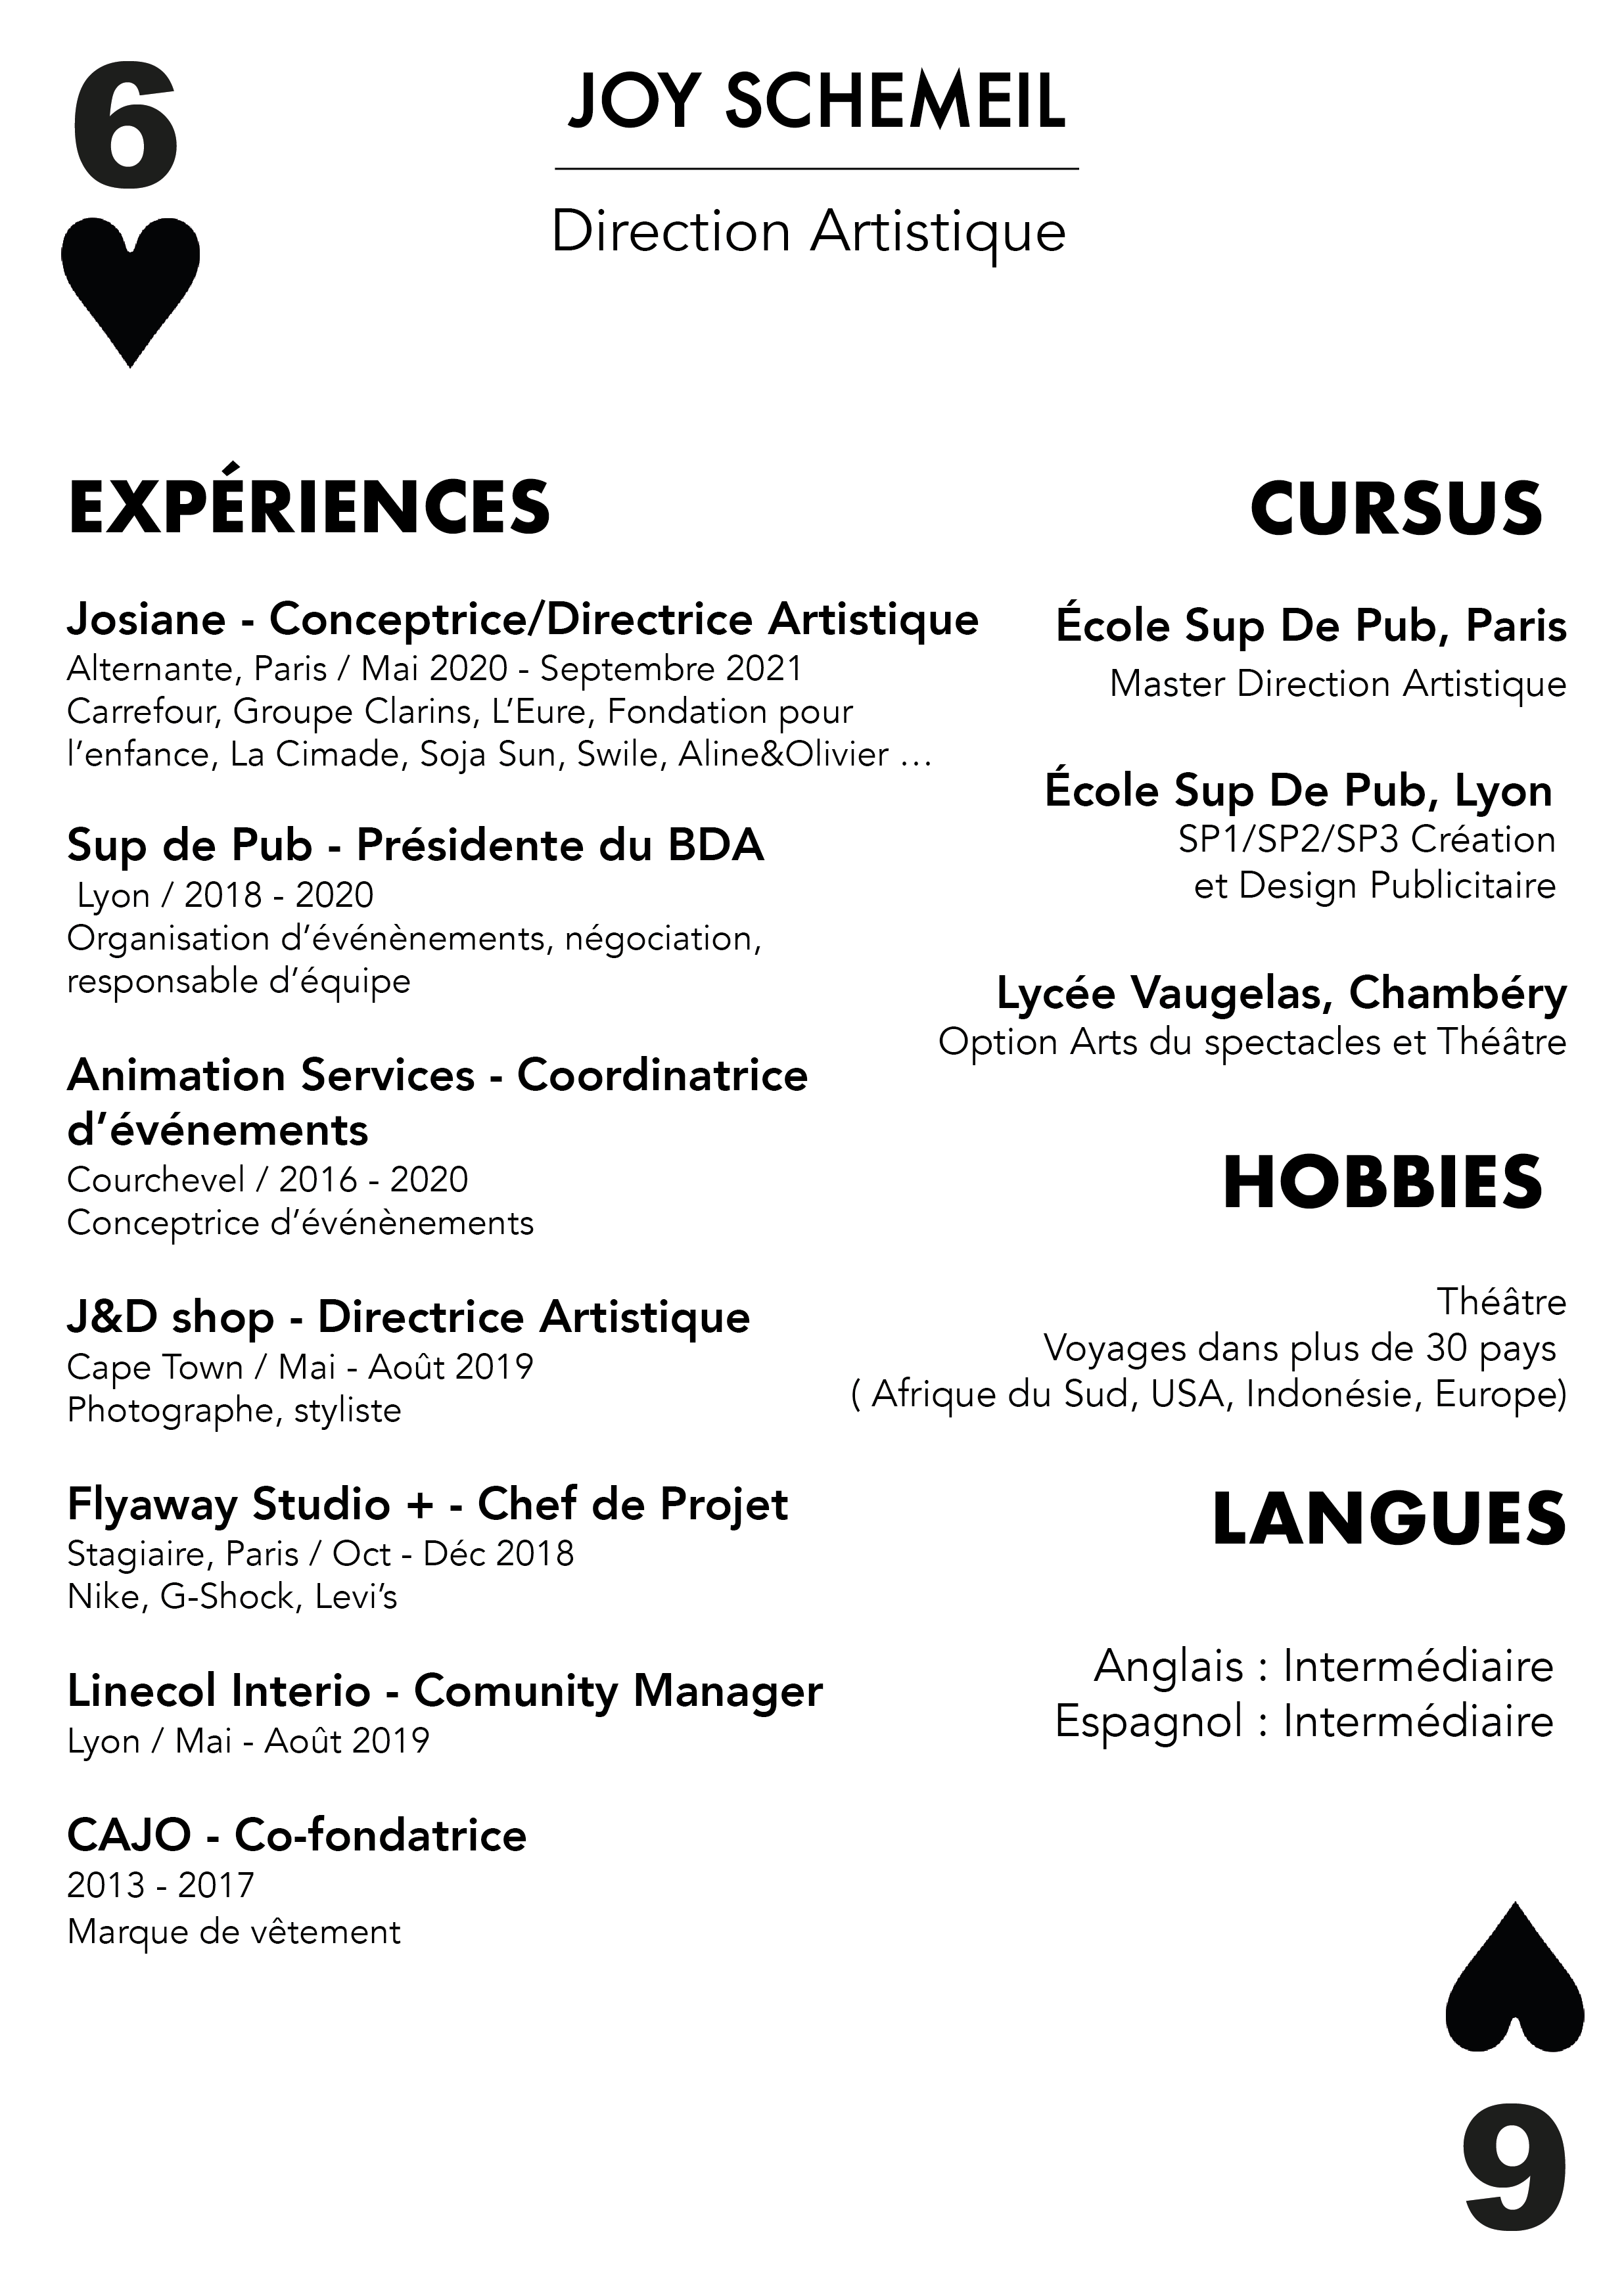 6
JOY SCHEMEIL
Direction Artistique
EXPÉRIENCES
Josiane - Conceptrice/Directrice Artistique
Alternante, Paris / Mai 2020 - Septembre 2021
Carrefour, Groupe Clarins, L’Eure, Fondation pour
l’enfance, La Cimade, Soja Sun, Swile, Aline&Olivier …
Sup de Pub - Présidente du BDA
Lyon / 2018 - 2020
Organisation d’événènements, négociation,
responsable d’équipe
Animation Services - Coordinatrice
d’événements
Courchevel / 2016 - 2020
Conceptrice d’événènements
J&D shop - Directrice Artistique
Cape Town / Mai - Août 2019
Photographe, styliste
Flyaway Studio + - Chef de Projet
Stagiaire, Paris / Oct - Déc 2018
Nike, G-Shock, Levi’s
Linecol Interio - Comunity Manager
Lyon / Mai - Août 2019
CAJO - Co-fondatrice
2013 - 2017
Marque de vêtement
CURSUS
École Sup De Pub, Paris
Master Direction Artistique
École Sup De Pub, Lyon
SP1/SP2/SP3 Création
et Design Publicitaire
Lycée Vaugelas, Chambéry
Option Arts du spectacles et Théâtre
HOBBIES
Théâtre
Voyages dans plus de 30 pays
( Afrique du Sud, USA, Indonésie, Europe)
LANGUES
Anglais : Intermédiaire
Espagnol : Intermédiaire
6